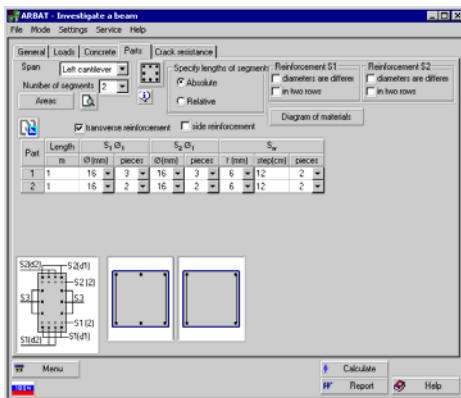 ARBAT - Investigate a beam
File Mode Settings Service Help
General Loads Concrete Parts Crack resistance
Span Left cantilever
Number of segments 2
Areas
Specify lengths of segment
Absolute
Relative
Reinforcement S1
diameters are differe
in two rows
Reinforcement S2
diameters are differe
in two rows
Diagram of materials
transverse reinforcement side reinforcement
Part Length S1 Ø1 S2 Ø1 Sw
m Ø(mm) pieces Ø(mm) pieces f (mm) step(cm) pieces
1 1 16 3 16 3 6 12 2
2 1 16 2 16 2 6 12 2
S2(d2) S2(d1)
S2 (2)
S3 S3
S1 (2)
S1(d2) S1(d1)
Menu Calculate
Report Help